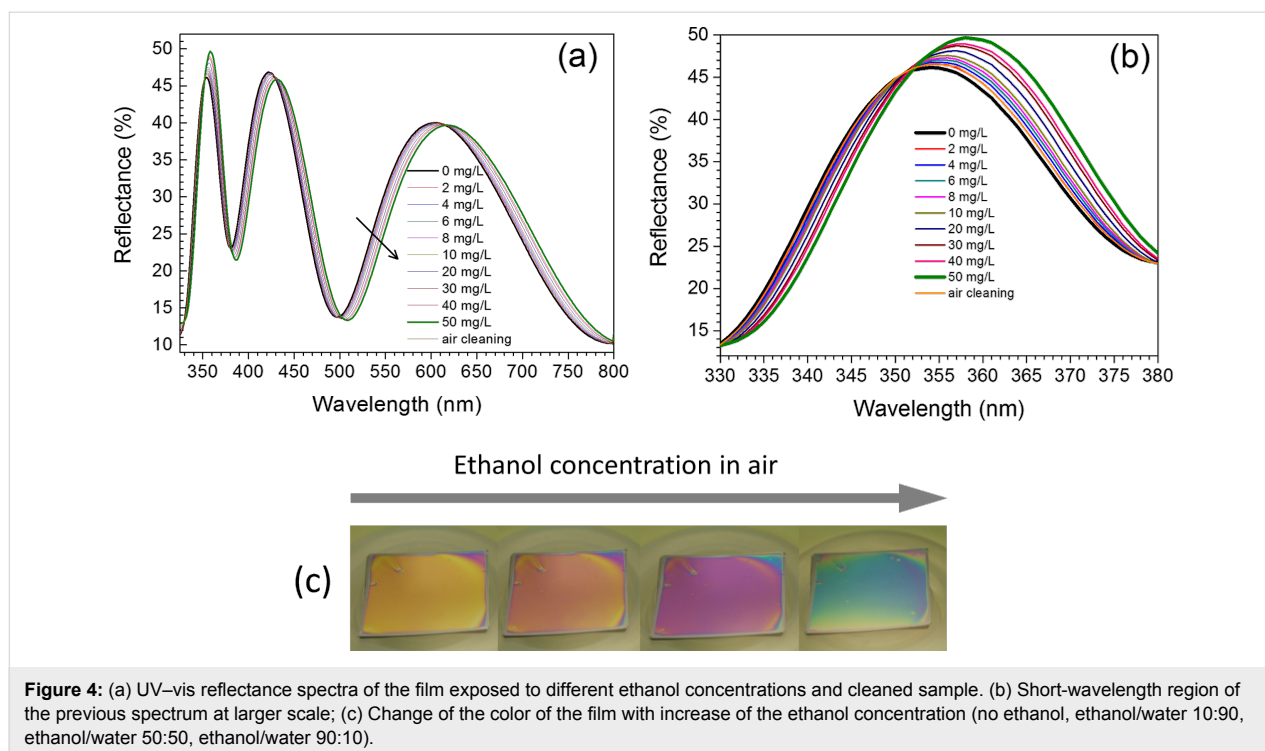 (a)
50
45
40
35
30
25
20
15
10
Reflectance (%)
0 mg/L
2 mg/L
4 mg/L
6 mg/L
8 mg/L
10 mg/L
20 mg/L
30 mg/L
40 mg/L
50 mg/L
air cleaning
350 400 450 500 550 600 650 700 750 800
Wavelength (nm)
(b)
50
45
40
35
30
25
20
15
Reflectance (%)
0 mg/L
2 mg/L
4 mg/L
6 mg/L
8 mg/L
10 mg/L
20 mg/L
30 mg/L
40 mg/L
50 mg/L
air cleaning
330 335 340 345 350 355 360 365 370 375 380
Wavelength (nm)
Ethanol concentration in air
(c)
Figure 4: (a) UV–vis reflectance spectra of the film exposed to different ethanol concentrations and cleaned sample. (b) Short-wavelength region of
the previous spectrum at larger scale; (c) Change of the color of the film with increase of the ethanol concentration (no ethanol, ethanol/water 10:90,
ethanol/water 50:50, ethanol/water 90:10).